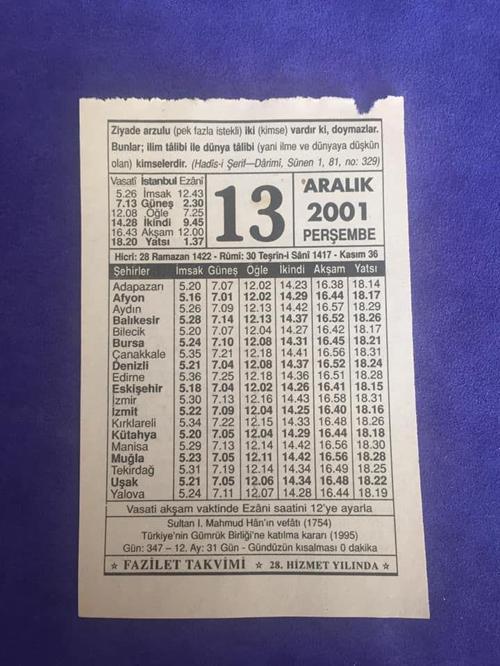 Ziyade arzulu (pek fazla istekli) iki (kimse) vardır ki, doymazlar.
Bunlar; ilim tâlibi ile dünya tâlibi (yani ilme ve dünyaya düşkün
olan) kimselerdir. (Hadîs-i Şerif—Dârimî, Sünen 1, 81, no: 329)
Vasatî İstanbul Ezânî
5.26 İmsak 12.43
7.13 Güneş 2.30
12.08 Öğle 7.25
14.28 İkindi 9.45
16.43 Akşam 12.00
18.20 Yatsı 1.37
13
ARALIK
2001
PERŞEMBE
Hicrî: 28 Ramazan 1422 - Rûmî: 30 Teşrîn-i Sânî 1417 - Kasım 36
Şehirler İmsak Güneş Öğle İkindi Akşam Yatsı
Adapazarı 5.20 7.07 12.02 14.23 16.38 18.14
Afyon 5.16 7.01 12.02 14.29 16.44 18.17
Aydın 5.26 7.09 12.13 14.42 16.57 18.29
Balıkesir 5.28 7.14 12.13 14.37 16.52 18.26
Bilecik 5.20 7.07 12.04 14.27 16.42 18.17
Bursa 5.24 7.10 12.08 14.31 16.45 18.21
Çanakkale 5.35 7.21 12.18 14.41 16.56 18.31
Denizli 5.21 7.04 12.08 14.37 16.52 18.24
Edirne 5.36 7.25 12.18 14.36 16.51 18.28
Eskişehir 5.18 7.04 12.02 14.26 16.41 18.15
İzmir 5.30 7.13 12.16 14.43 16.58 18.31
İzmit 5.22 7.09 12.04 14.25 16.40 18.16
Kırklareli 5.34 7.22 12.15 14.33 16.48 18.26
Kütahya 5.20 7.05 12.04 14.29 16.44 18.18
Manisa 5.29 7.13 12.14 14.42 16.56 18.30
Muğla 5.23 7.05 12.11 14.42 16.56 18.28
Tekirdağ 5.31 7.19 12.14 14.34 16.49 18.25
Uşak 5.21 7.05 12.06 14.34 16.48 18.22
Yalova 5.24 7.11 12.07 14.28 16.44 18.19
Vasati akşam vaktinde Ezâni saatini 12'ye ayarla
Sultan I. Mahmud Hân'ın vefâtı (1754)
Türkiye'nin Gümrük Birliği'ne katılma kararı (1995)
Gün: 347 – 12. Ay: 31 Gün - Gündüzün kısalması 0 dakika
★ FAZİLET TAKVİMİ ★ 28. HİZMET YILINDA ★